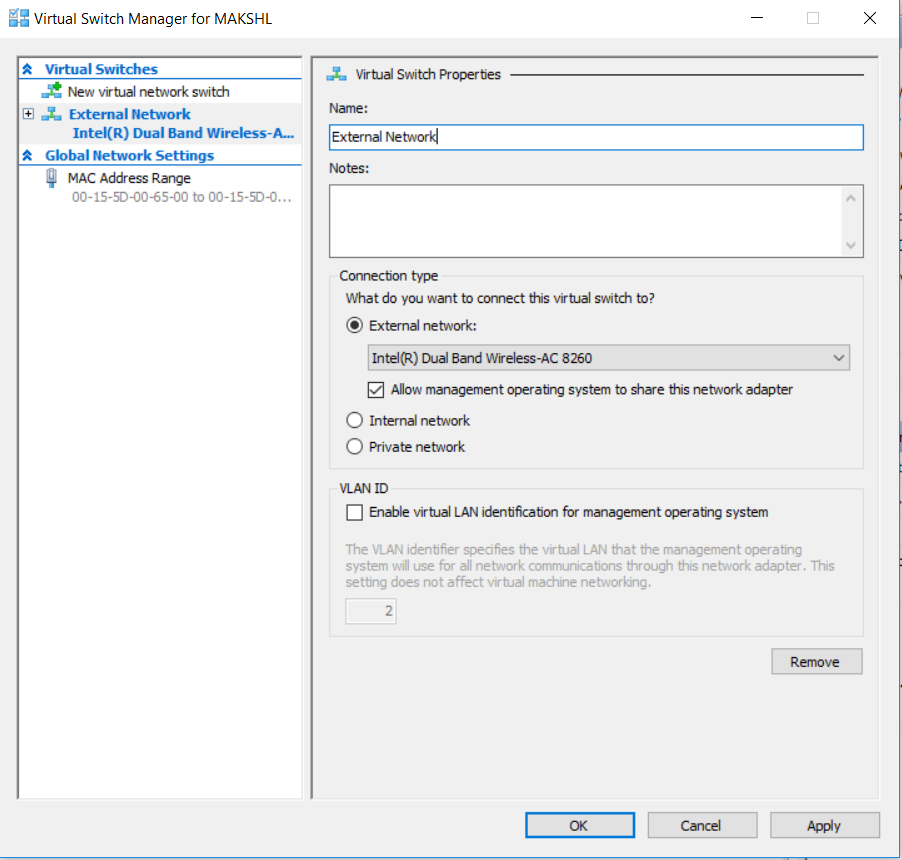 Virtual Switch Manager for MAKSHL
Virtual Switches
New virtual network switch
External Network
Intel(R) Dual Band Wireless-A...
Global Network Settings
MAC Address Range
00-15-5D-00-65-00 to 00-15-5D-0...
Virtual Switch Properties
Name:
External Network
Notes:
Connection type
What do you want to connect this virtual switch to?
External network:
Intel(R) Dual Band Wireless-AC 8260
Allow management operating system to share this network adapter
Internal network
Private network
VLAN ID
Enable virtual LAN identification for management operating system
The VLAN identifier specifies the virtual LAN that the management operating
system will use for all network communications through this network adapter. This
setting does not affect virtual machine networking.
2
Remove
OK
Cancel
Apply